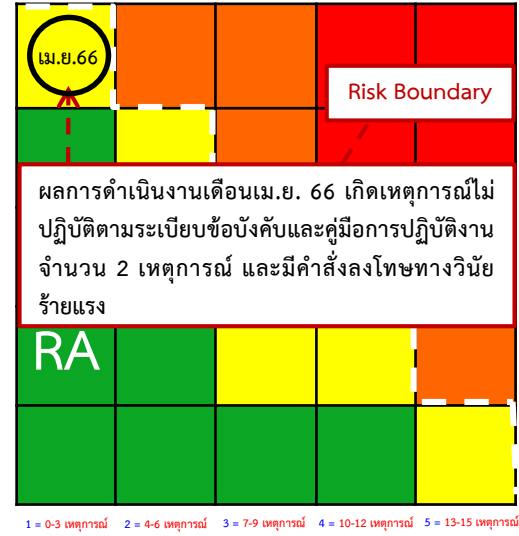 เม.ย.66
Risk Boundary
ผลการดำเนินงานเดือนเม.ย. 66 เกิดเหตุการณ์ไม่
ปฏิบัติตามระเบียบข้อบังคับและคู่มือการปฏิบัติงาน
จำนวน 2 เหตุการณ์ และมีคำสั่งลงโทษทางวินัย
ร้ายแรง
RA
1 = 0-3 เหตุการณ์ 2 = 4-6 เหตุการณ์ 3 = 7-9 เหตุการณ์ 4 = 10-12 เหตุการณ์ 5 = 13-15 เหตุการณ์